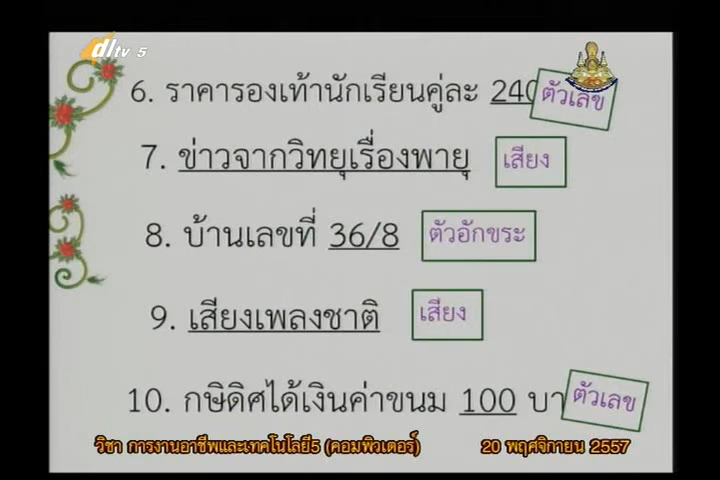 dltv 5
6. ราคารองเท้านักเรียนคู่ละ 240 ตัวเลข
7. ข่าวจากวิทยุเรื่องพายุ เสียง
8. บ้านเลขที่ 36/8 ตัวอักขระ
9. เสียงเพลงชาติ เสียง
10. กษิดิศได้เงินค่าขนม 100 บา ตัวเลข
วิชา การงานอาชีพและเทคโนโลยี5 (คอมพิวเตอร์) 20 พฤศจิกายน 2557